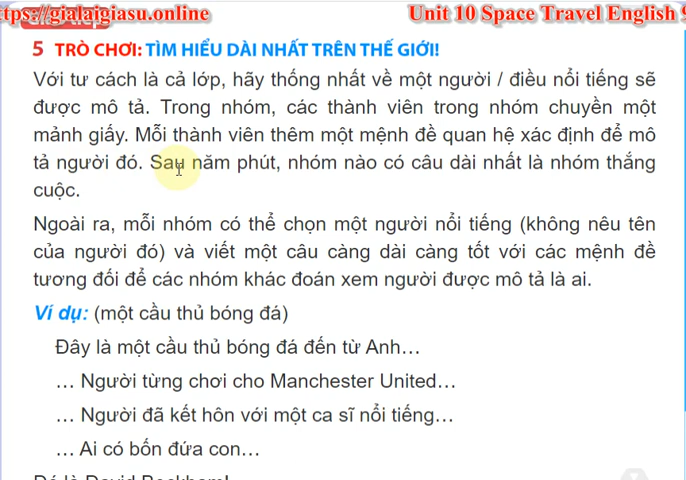 ttps://gialaigiasu.online Unit 10 Space Travel English 9
5 TRÒ CHƠI: TÌM HIỂU DÀI NHẤT TRÊN THẾ GIỚI!
Với tư cách là cả lớp, hãy thống nhất về một người / điều nổi tiếng sẽ
được mô tả. Trong nhóm, các thành viên trong nhóm chuyền một
mảnh giấy. Mỗi thành viên thêm một mệnh đề quan hệ xác định để mô
tả người đó. Sau năm phút, nhóm nào có câu dài nhất là nhóm thắng
cuộc.
Ngoài ra, mỗi nhóm có thể chọn một người nổi tiếng (không nêu tên
của người đó) và viết một câu càng dài càng tốt với các mệnh đề
tương đối để các nhóm khác đoán xem người được mô tả là ai.
Ví dụ: (một cầu thủ bóng đá)
Đây là một cầu thủ bóng đá đến từ Anh...
... Người từng chơi cho Manchester United...
... Người đã kết hôn với một ca sĩ nổi tiếng...
... Ai có bốn đứa con...
Đó là David Beckham!